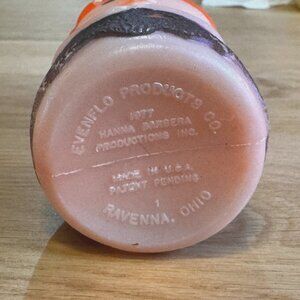 EVENFLO PRODUCTS CO.
1977
HANNA BARBERA
PRODUCTIONS INC.
MADE IN U.S.A.
PATENT PENDING
1
RAVENNA, OHIO